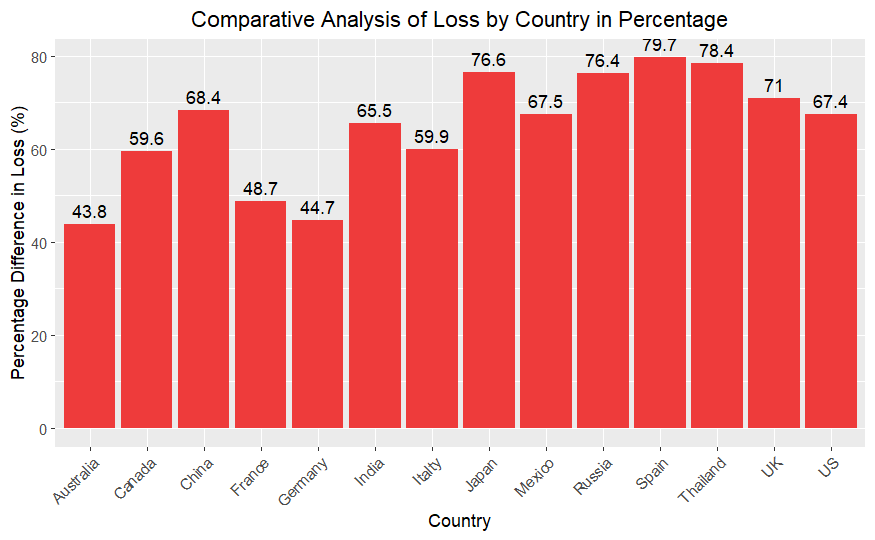 Comparative Analysis of Loss by Country in Percentage
Percentage Difference in Loss (%)
80
60
40
20
0
43.8
59.6
68.4
48.7
44.7
65.5
59.9
76.6
67.5
76.4
79.7
78.4
71
67.4
Australia
Canada
China
France
Germany
India
Italty
Japan
Mexico
Russia
Spain
Thailand
UK
US
Country